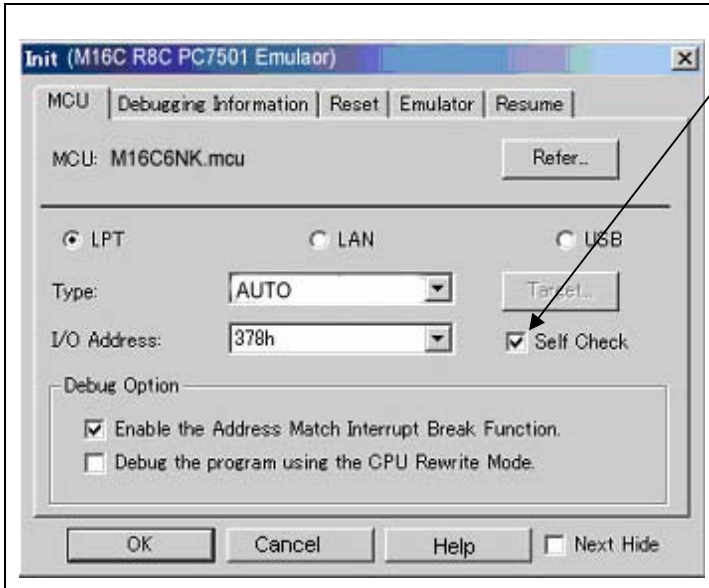 Init (M16C R8C PC7501 Emulaor)
MCU Debugging Information Reset Emulator Resume
MCU: M16C6NK.mcu Refer..
LPT LAN USB
Type: AUTO Target..
I/O Address: 378h Self Check
Debug Option
Enable the Address Match Interrupt Break Function.
Debug the program using the CPU Rewrite Mode.
OK Cancel Help Next Hide